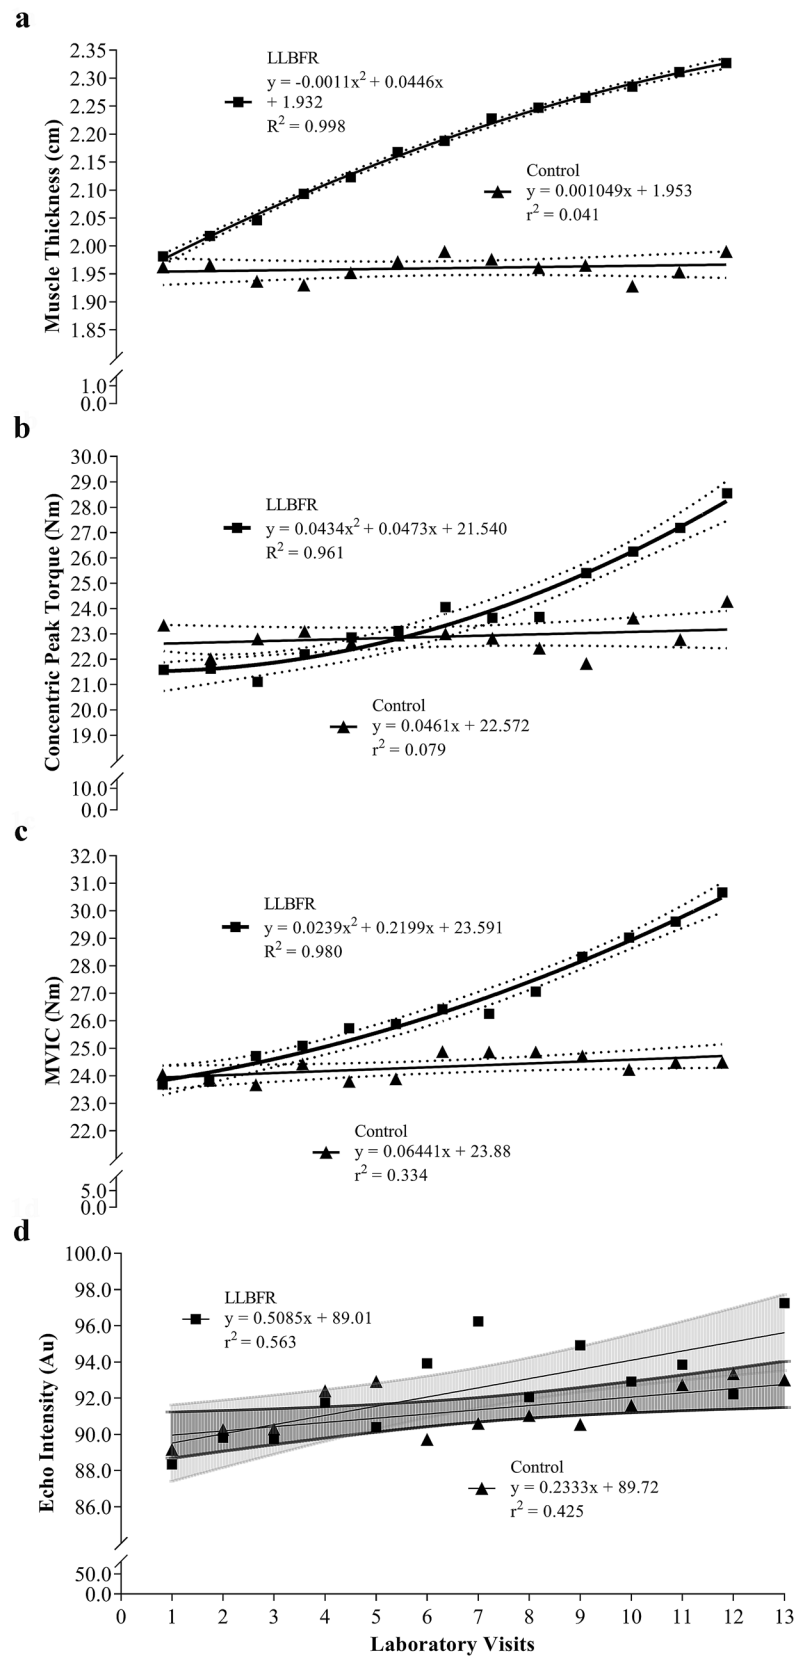 a
2.35
2.30
2.25
2.20
2.15
2.10
2.05
2.00
1.95
1.90
1.85
1.0
0.0
Muscle Thickness (cm)
LLBFR
y = -0.0011x² + 0.0446x
+ 1.932
R² = 0.998
Control
y = 0.001049x + 1.953
r² = 0.041
b
30.0
29.0
28.0
27.0
26.0
25.0
24.0
23.0
22.0
21.0
20.0
19.0
10.0
0.0
Concentric Peak Torque (Nm)
LLBFR
y = 0.0434x² + 0.0473x + 21.540
R² = 0.961
Control
y = 0.0461x + 22.572
r² = 0.079
c
32.0
31.0
30.0
29.0
28.0
27.0
26.0
25.0
24.0
23.0
22.0
5.0
0.0
MVIC (Nm)
LLBFR
y = 0.0239x² + 0.2199x + 23.591
R² = 0.980
Control
y = 0.06441x + 23.88
r² = 0.334
d
100.0
98.0
96.0
94.0
92.0
90.0
88.0
86.0
50.0
0.0
Echo Intensity (Au)
LLBFR
y = 0.5085x + 89.01
r² = 0.563
Control
y = 0.2333x + 89.72
r² = 0.425
0 1 2 3 4 5 6 7 8 9 10 11 12 13
Laboratory Visits